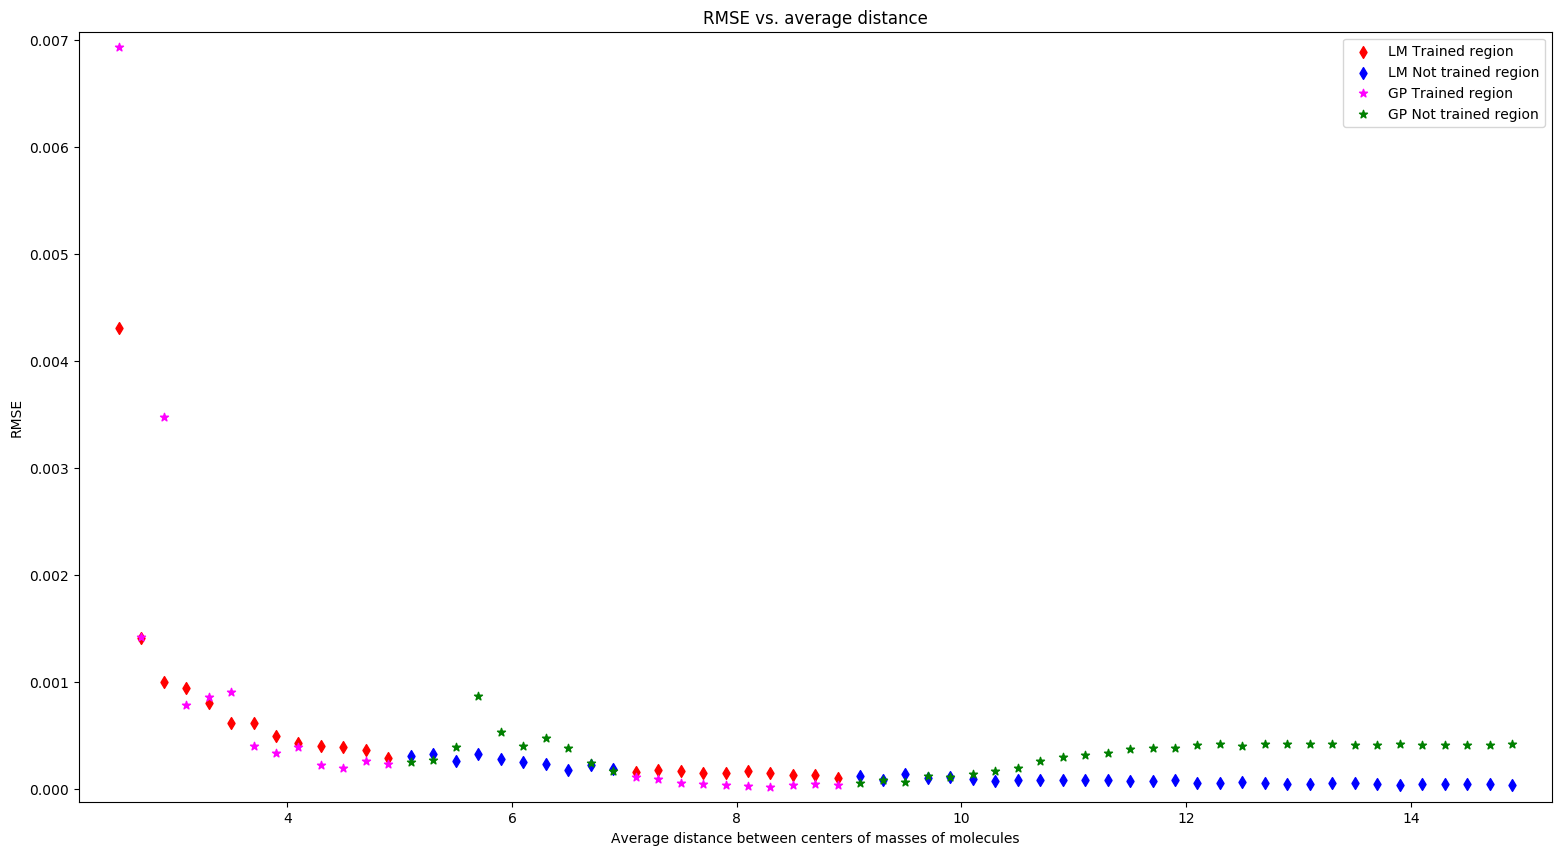 RMSE vs. average distance
LM Trained region
LM Not trained region
GP Trained region
GP Not trained region
RMSE
0.007
0.006
0.005
0.004
0.003
0.002
0.001
0.000
4
6
8
10
12
14
Average distance between centers of masses of molecules